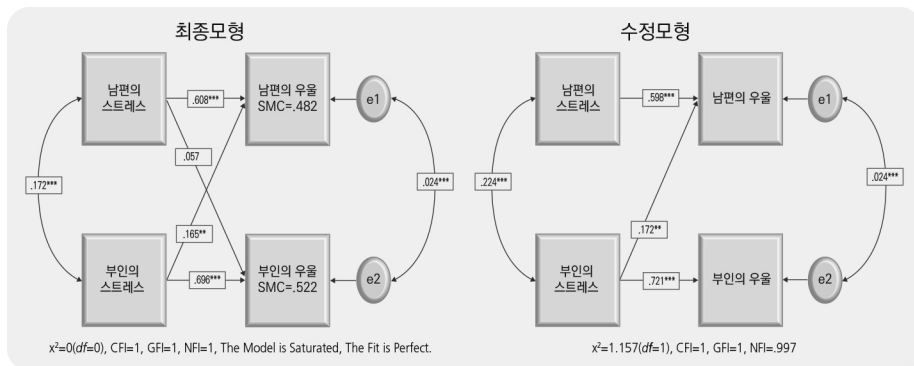 최종모형
남편의
스트레스
.608***
남편의 우울
SMC=.482
e1
.057
.172***
.024***
.165**
부인의
스트레스
.696***
부인의 우울
SMC=.522
e2
x²=0(df=0), CFI=1, GFI=1, NFI=1, The Model is Saturated, The Fit is Perfect.
수정모형
남편의
스트레스
.598***
남편의 우울
e1
.224***
.024***
.172**
부인의
스트레스
.721***
부인의 우울
e2
x²=1.157(df=1), CFI=1, GFI=1, NFI=.997